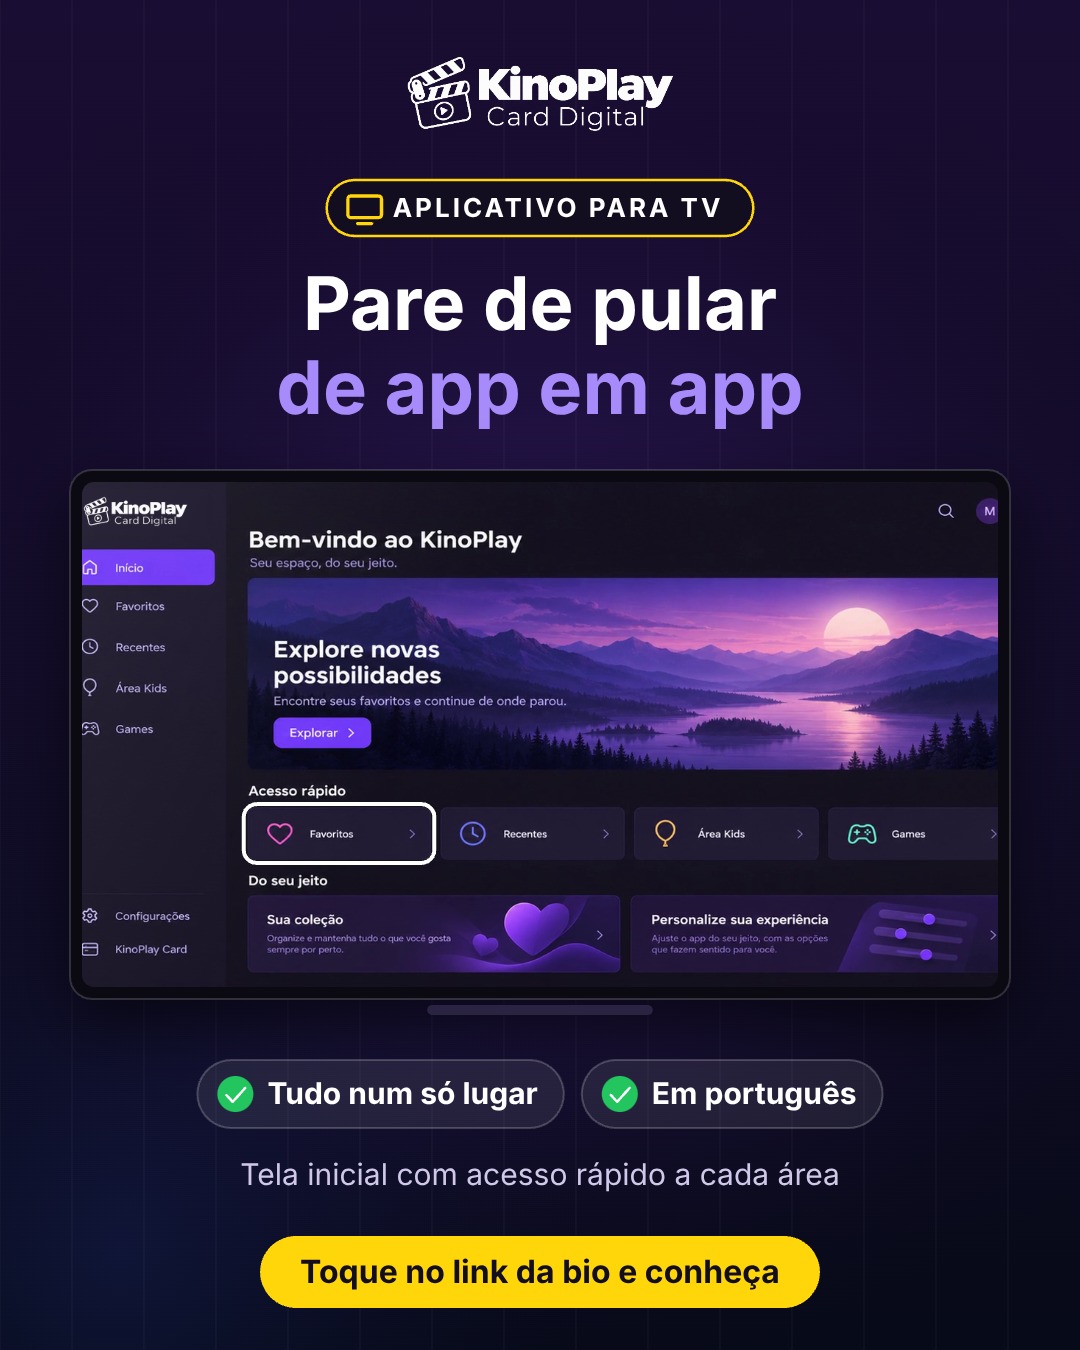 KinoPlay
Card Digital
APLICATIVO PARA TV
Pare de pular
de app em app
KinoPlay
Card Digital
M
Bem-vindo ao KinoPlay
Seu espaço, do seu jeito.
Início
Favoritos
Recentes
Área Kids
Games
Explore novas
possibilidades
Encontre seus favoritos e continue de onde parou.
Explorar
Acesso rápido
Favoritos
Recentes
Área Kids
Games
Do seu jeito
Configurações
KinoPlay Card
Sua coleção
Organize e mantenha tudo o que você gosta
sempre por perto.
Personalize sua experiência
Ajuste o app do seu jeito, com as opções
que fazem sentido para você.
Tudo num só lugar
Em português
Tela inicial com acesso rápido a cada área
Toque no link da bio e conheça